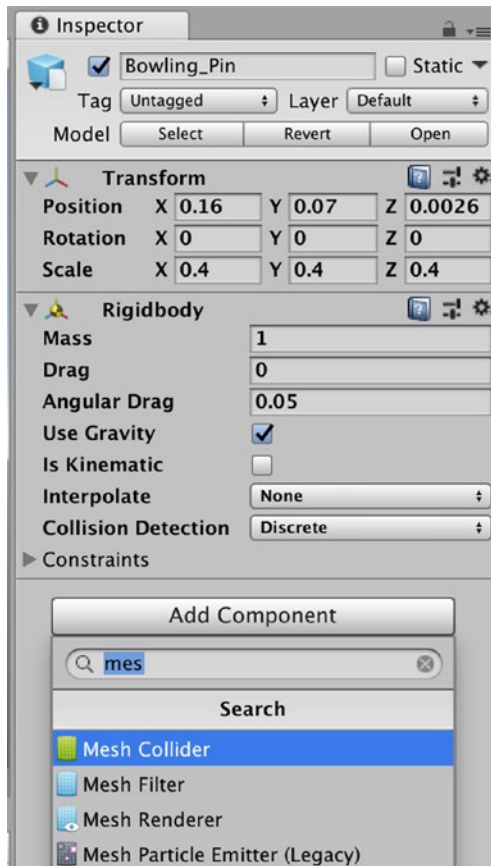 Inspector
Bowling_Pin Static
Tag Untagged Layer Default
Model Select Revert Open
Transform
Position X 0.16 Y 0.07 Z 0.0026
Rotation X 0 Y 0 Z 0
Scale X 0.4 Y 0.4 Z 0.4
Rigidbody
Mass 1
Drag 0
Angular Drag 0.05
Use Gravity
Is Kinematic
Interpolate None
Collision Detection Discrete
Constraints
Add Component
mes
Search
Mesh Collider
Mesh Filter
Mesh Renderer
Mesh Particle Emitter (Legacy)